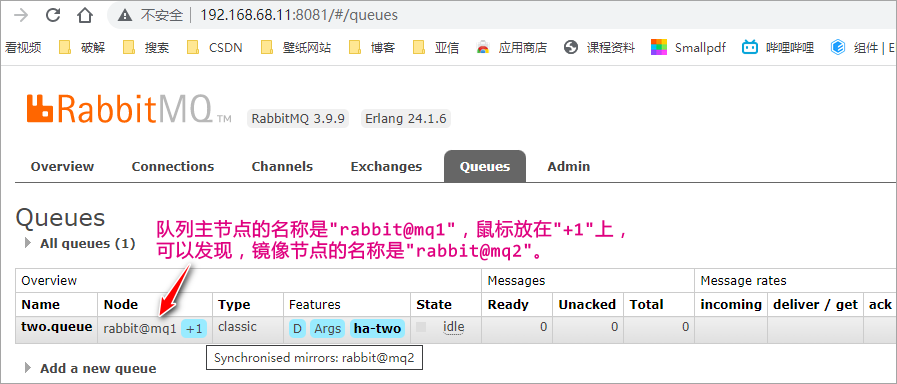 不安全 | 192.168.68.11:8081/#/queues
看视频 破解 搜索 CSDN 壁纸网站 博客 亚信 应用商店 课程资料 Smallpdf 哔哩哔哩 组件 | E
RabbitMQ TM RabbitMQ 3.9.9 Erlang 24.1.6
Overview Connections Channels Exchanges Queues Admin
Queues
队列主节点的名称是"rabbit@mq1"，鼠标放在"+1"上，
All queues (1)
可以发现，镜像节点的名称是"rabbit@mq2"。
Overview Messages Message rates
Name Node Type Features State Ready Unacked Total incoming deliver / get ack
two.queue rabbit@mq1 +1 classic D Args ha-two idle 0 0 0
Synchronised mirrors: rabbit@mq2
Add a new queue